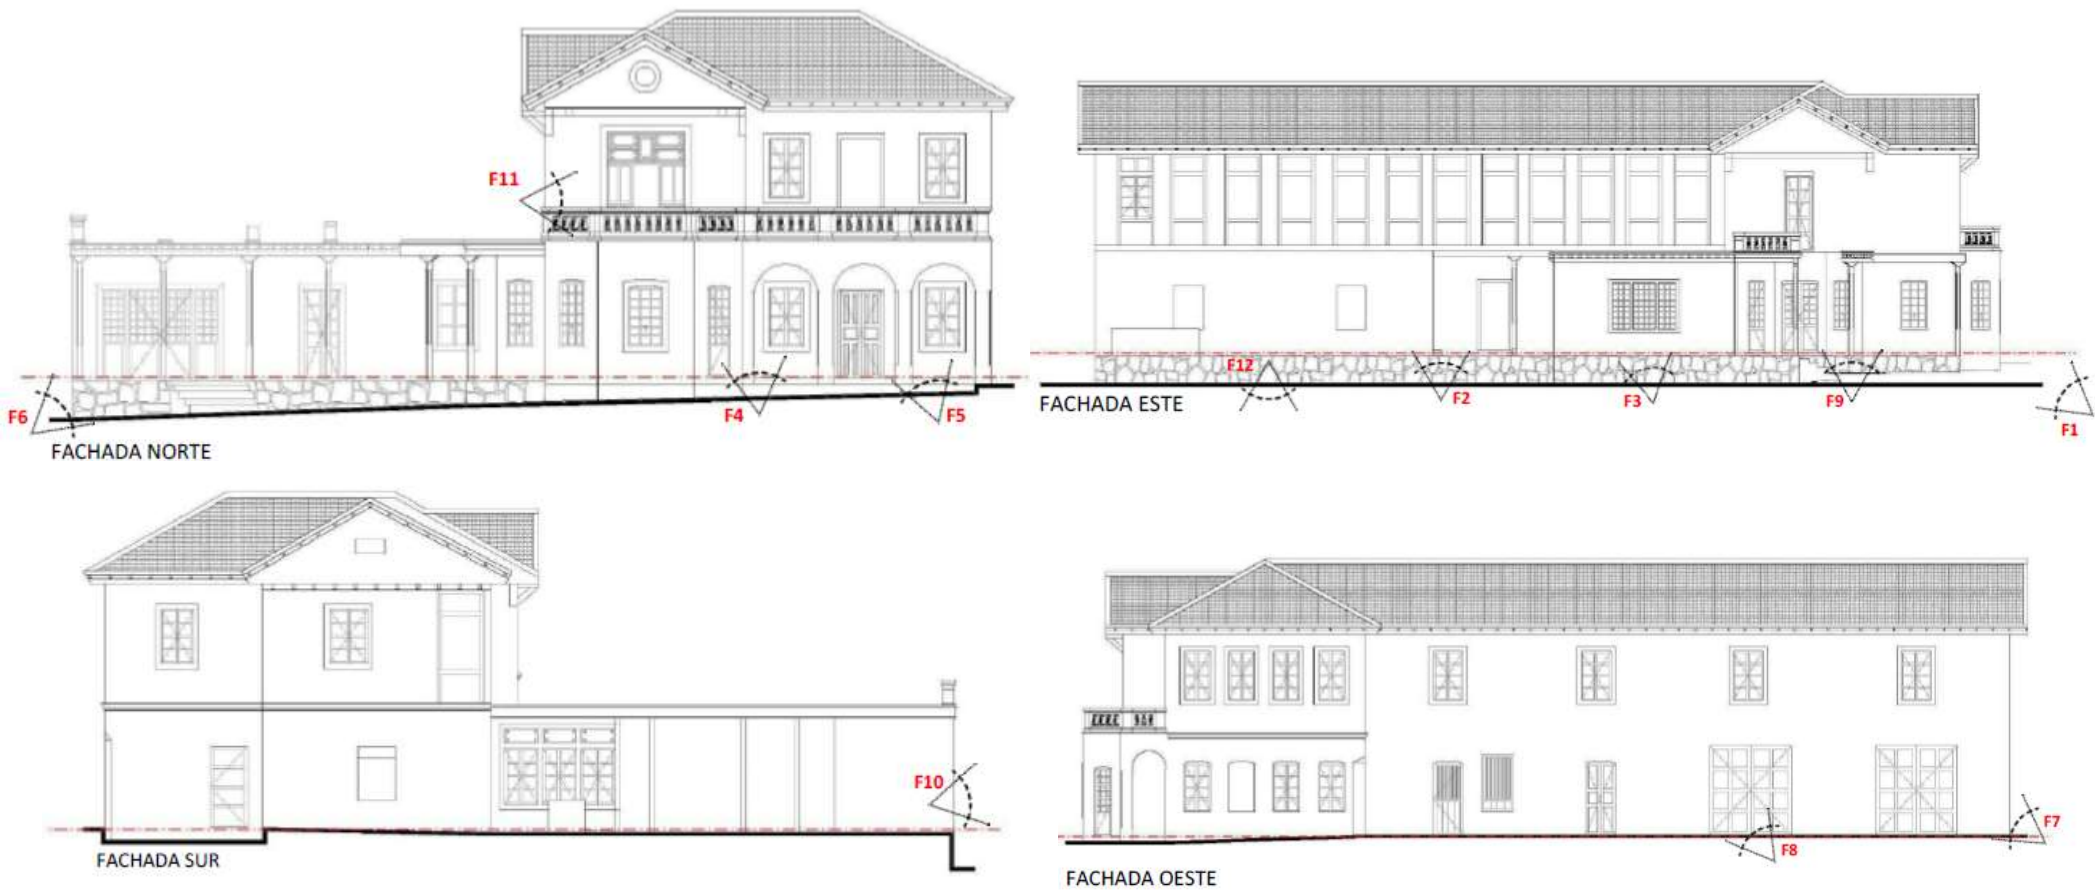 F11
F6
F4
F5
FACHADA NORTE
F12
F2
F3
F9
F1
FACHADA ESTE
F10
FACHADA SUR
F7
F8
FACHADA OESTE